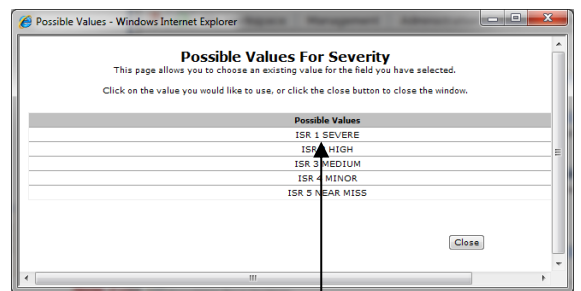 Possible Values - Windows Internet Explorer
Possible Values For Severity
This page allows you to choose an existing value for the field you have selected.
Click on the value you would like to use, or click the close button to close the window.
Possible Values
ISR 1 SEVERE
ISR HIGH
ISR 3 MEDIUM
ISR 4 MINOR
ISR 5 NEAR MISS
Close